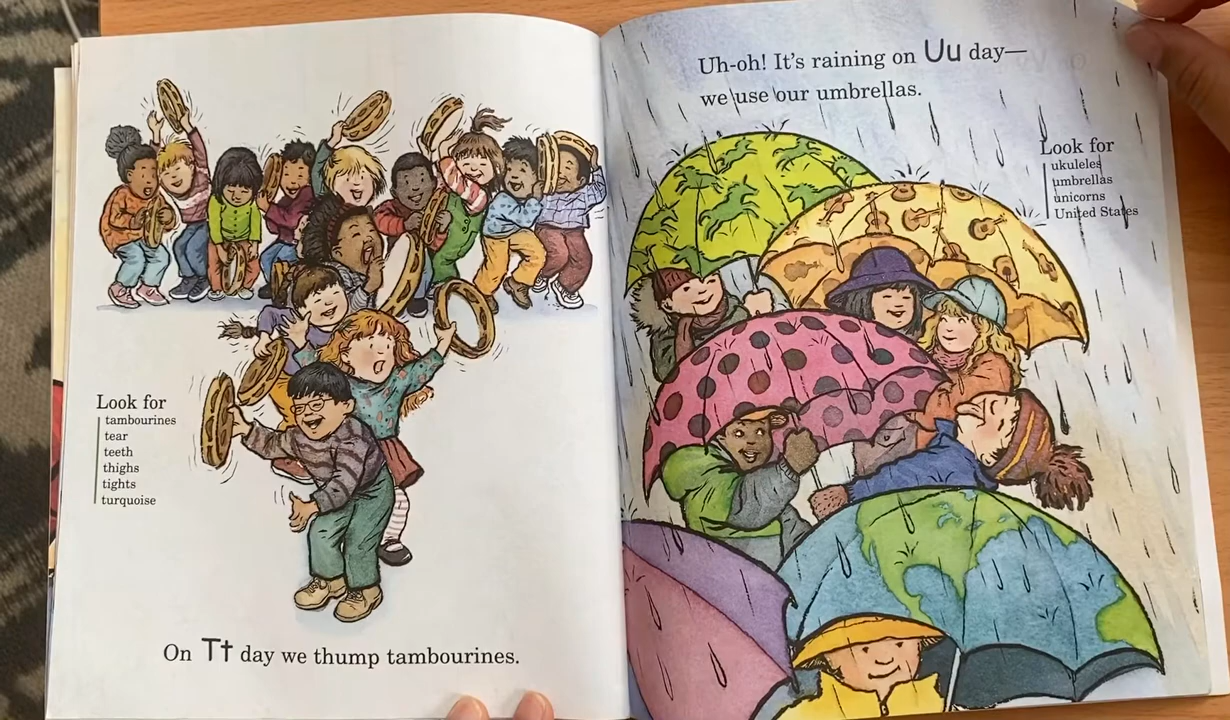 Look for
tambourines
tear
teeth
thighs
tights
turquoise
On Tt day we thump tambourines.
Uh-oh! It's raining on Uu day—
we use our umbrellas.
Look for
ukuleles
umbrellas
unicorns
United States